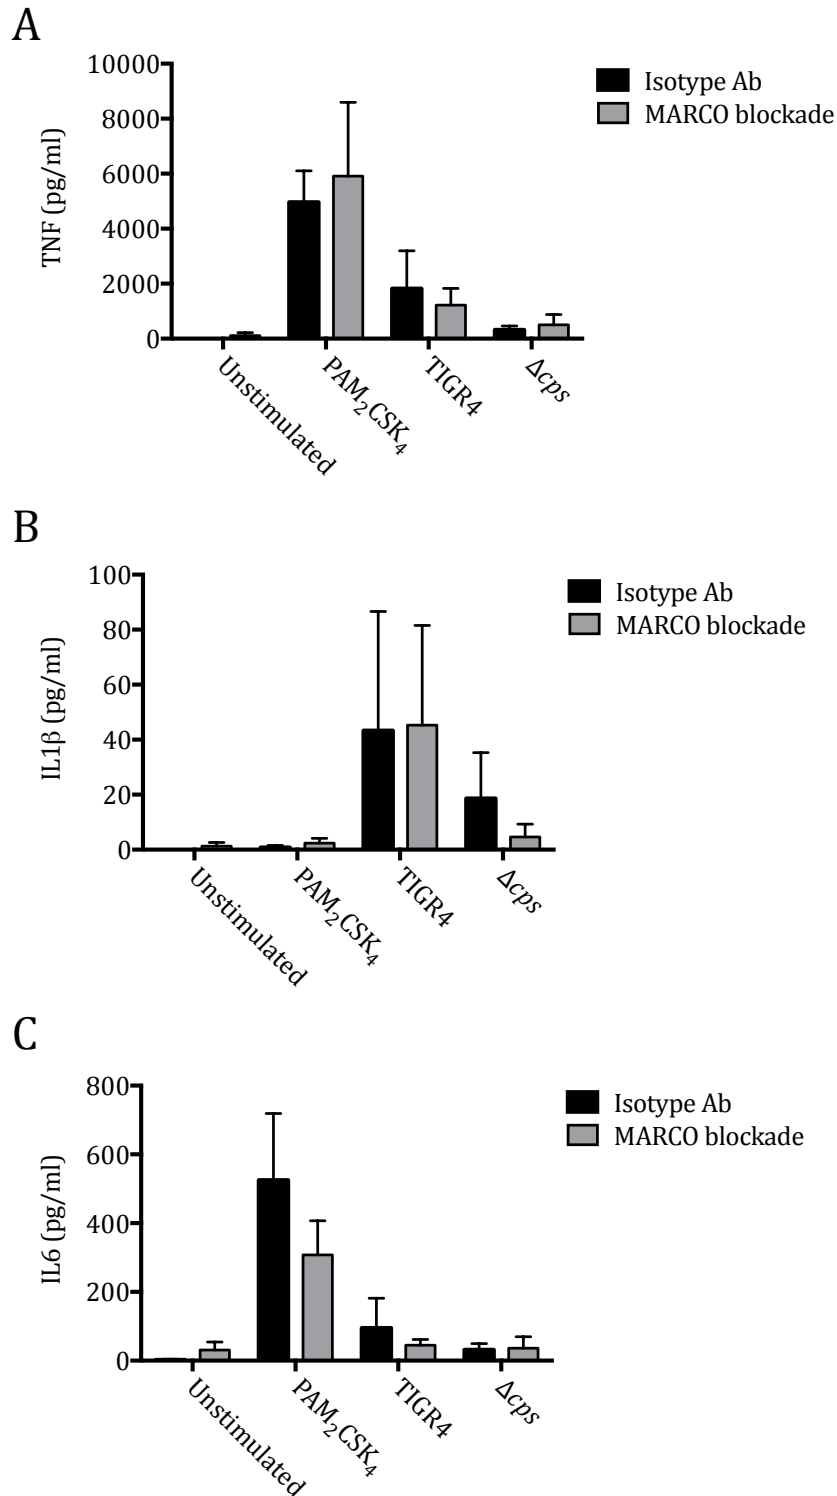 A
10000
8000
6000
4000
2000
0
TNF (pg/ml)
Isotype Ab
MARCO blockade
Unstimulated
PAM₂CSK₄
TIGR4
Δcps
B
100
80
60
40
20
0
IL1β (pg/ml)
Isotype Ab
MARCO blockade
Unstimulated
PAM₂CSK₄
TIGR4
Δcps
C
800
600
400
200
0
IL6 (pg/ml)
Isotype Ab
MARCO blockade
Unstimulated
PAM₂CSK₄
TIGR4
Δcps